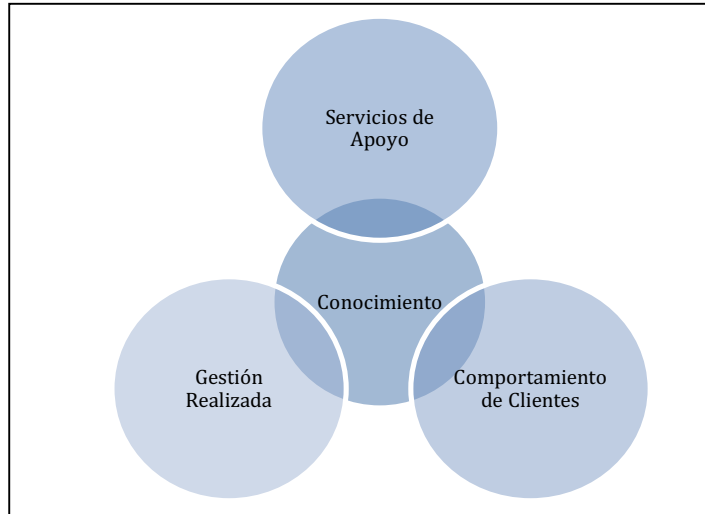 Servicios de
Apoyo
Conocimiento
Gestión
Realizada
Comportamiento
de Clientes